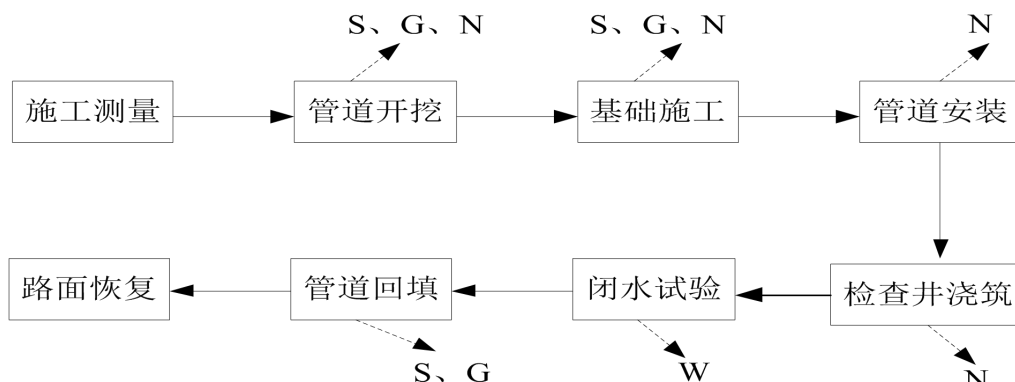 S、G、N
S、G、N
N
施工测量
管道开挖
基础施工
管道安装
路面恢复
管道回填
闭水试验
检查井浇筑
S、G
W
N